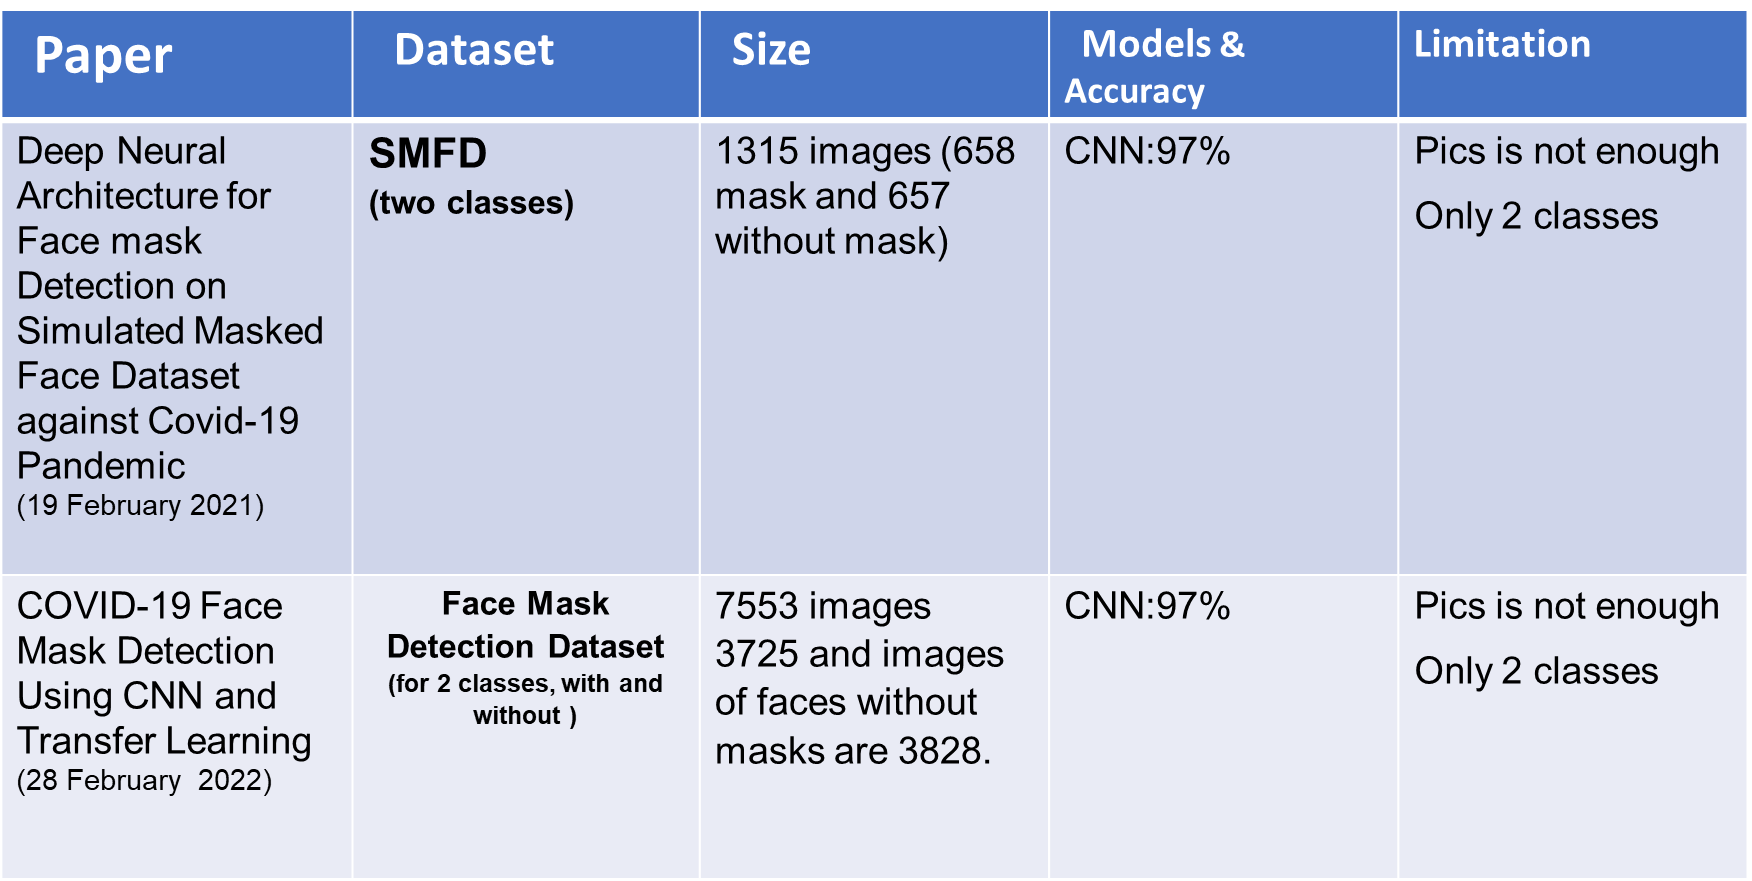 Paper
Dataset
Size
Models &
Accuracy
Limitation
Deep Neural
Architecture for
Face mask
Detection on
Simulated Masked
Face Dataset
against Covid-19
Pandemic
(19 February 2021)
SMFD
(two classes)
1315 images (658
mask and 657
without mask)
CNN:97%
Pics is not enough
Only 2 classes
COVID-19 Face
Mask Detection
Using CNN and
Transfer Learning
(28 February 2022)
Face Mask
Detection Dataset
(for 2 classes, with and
without )
7553 images
3725 and images
of faces without
masks are 3828.
CNN:97%
Pics is not enough
Only 2 classes